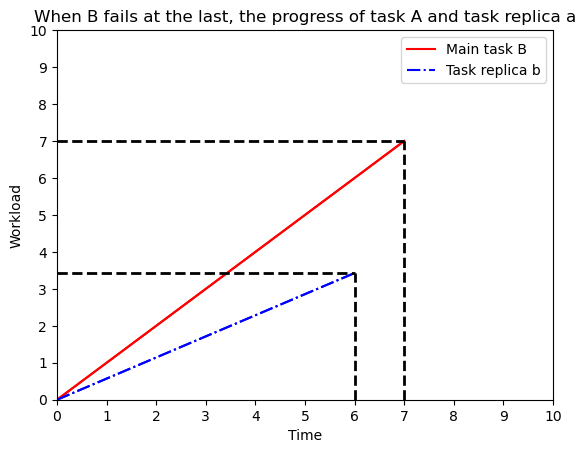 When B fails at the last, the progress of task A and task replica a
Main task B
Task replica b
Workload
10
9
8
7
6
5
4
3
2
1
0
0 1 2 3 4 5 6 7 8 9 10
Time